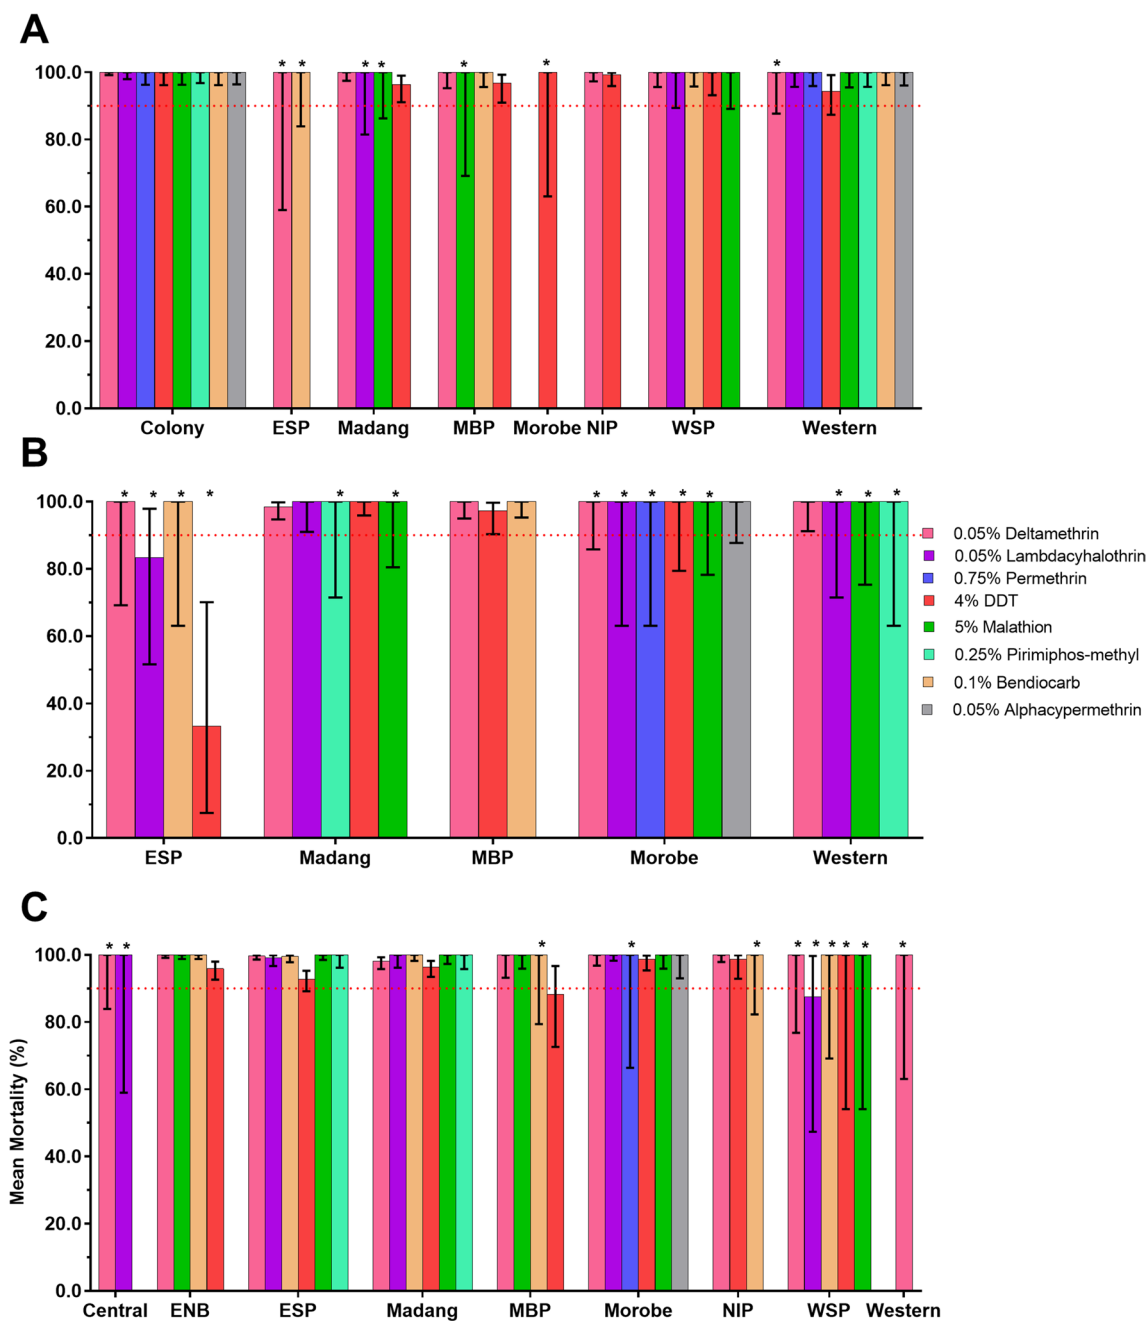 A
* * * * * * *
100.0
80.0
60.0
40.0
20.0
0.0
Colony ESP Madang MBP Morobe NIP WSP Western
B
* * * * * * * * * * * * * *
100.0
80.0
60.0
40.0
20.0
0.0
ESP Madang MBP Morobe Western
0.05% Deltamethrin
0.05% Lambdacyhalothrin
0.75% Permethrin
4% DDT
5% Malathion
0.25% Pirimiphos-methyl
0.1% Bendiocarb
0.05% Alphacypermethrin
C
* * * * * * * * * * *
Mean Mortality (%)
100.0
80.0
60.0
40.0
20.0
0.0
Central ENB ESP Madang MBP Morobe NIP WSP Western